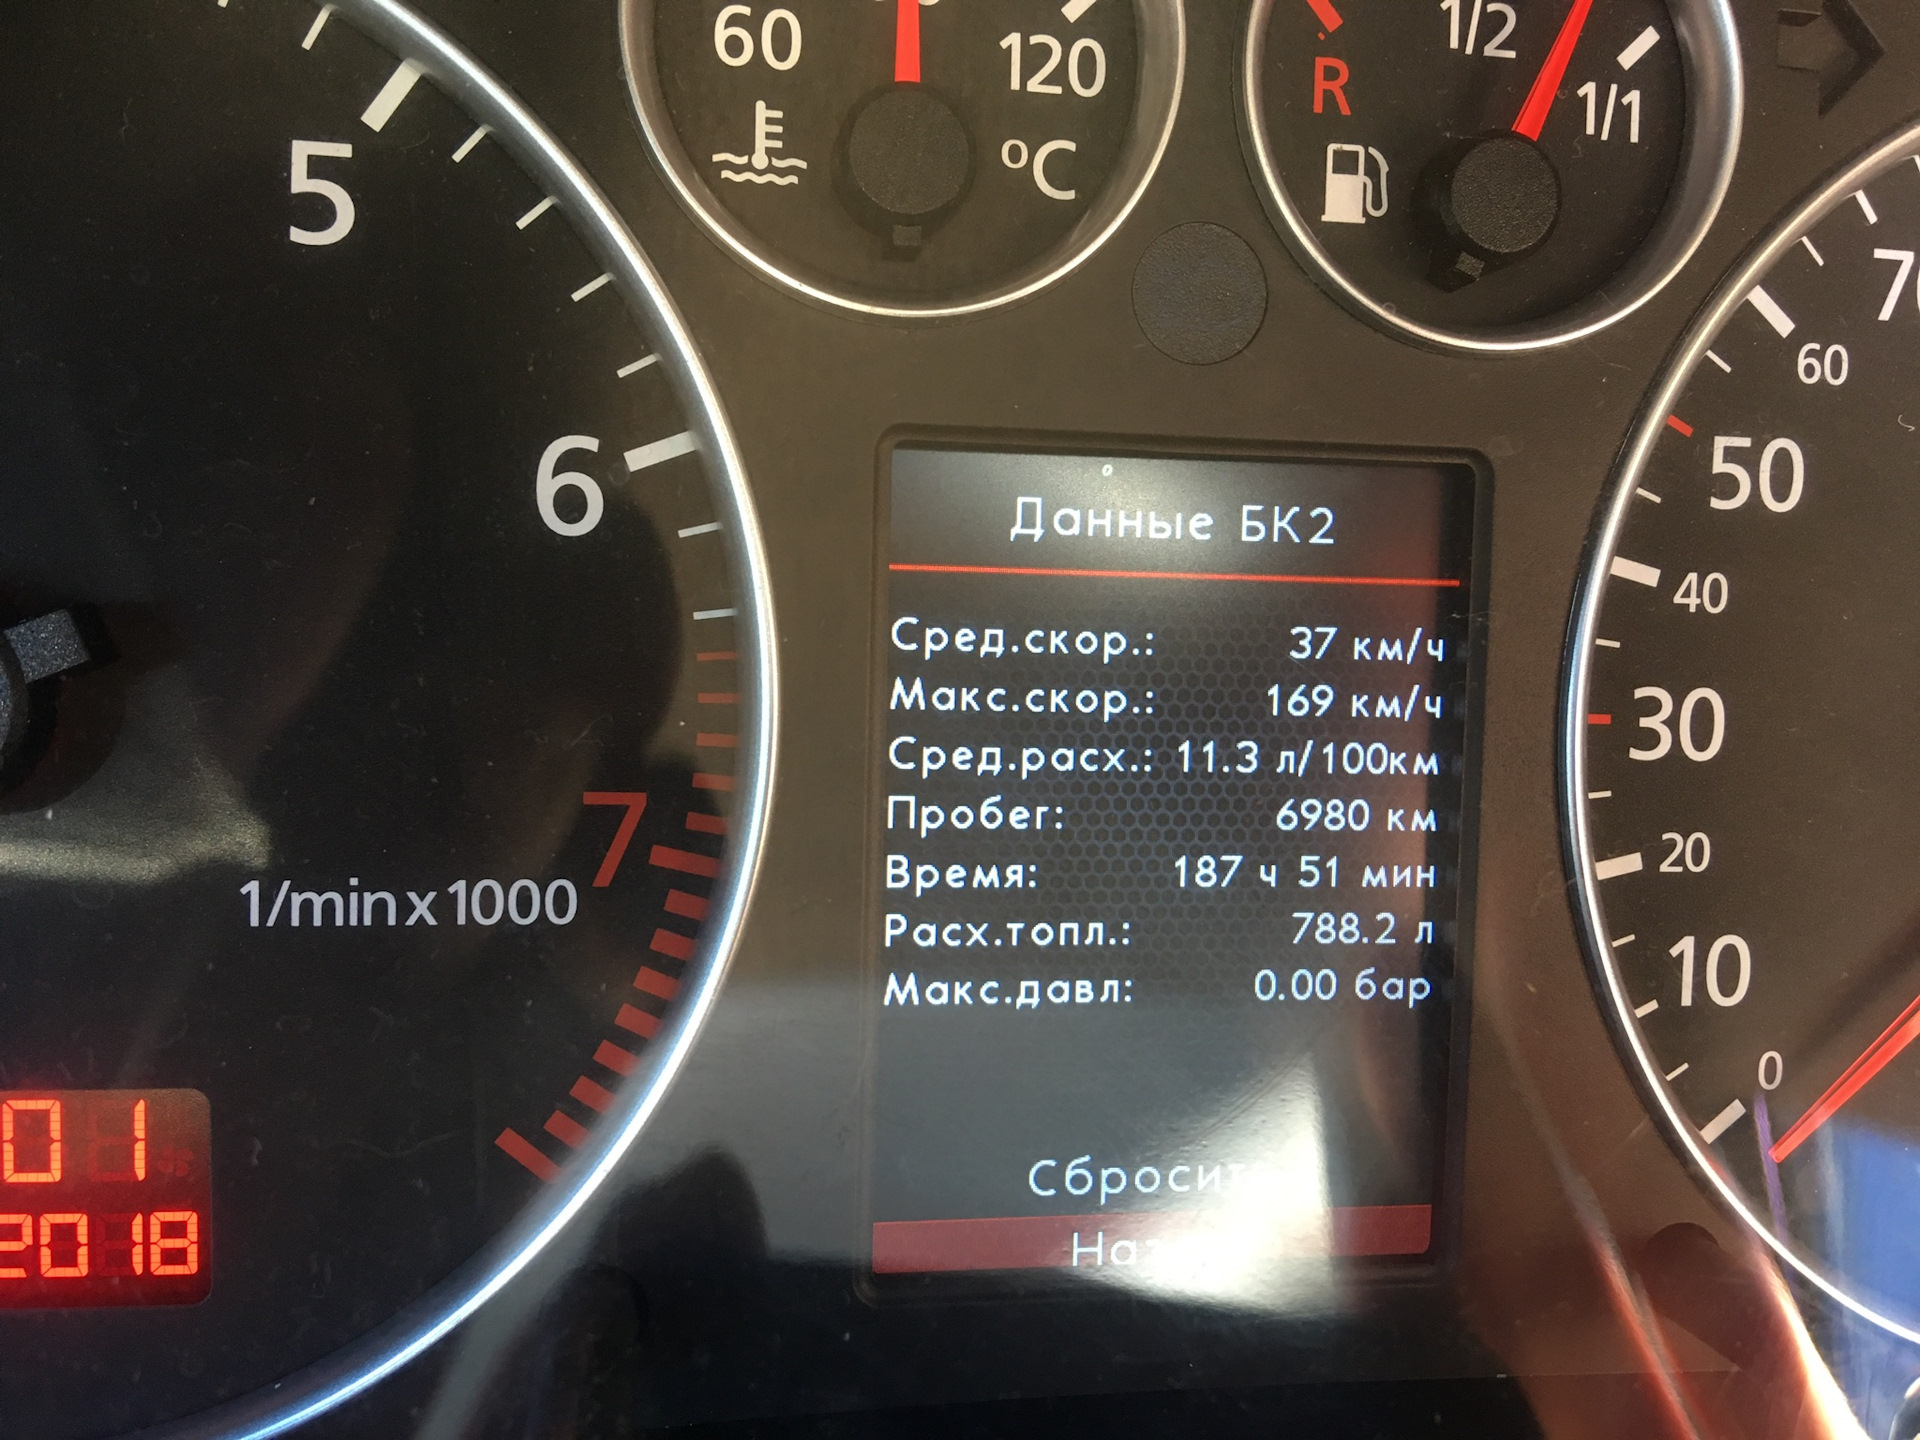 60
120
°C
1/2
R
1/1
5
6
7
1/min x 1000
60
50
40
30
20
10
0
Данные БК2
Сред.скор.: 37 км/ч
Макс.скор.: 169 км/ч
Сред.расх.: 11.3 л/100км
Пробег: 6980 км
Время: 187 ч 51 мин
Расх.топл.: 788.2 л
Макс.давл: 0.00 бар
01
2018